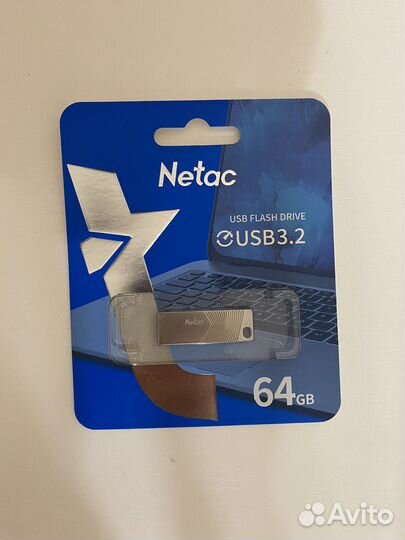 Netac
USB FLASH DRIVE
USB3.2
Netac
64GB
Avito